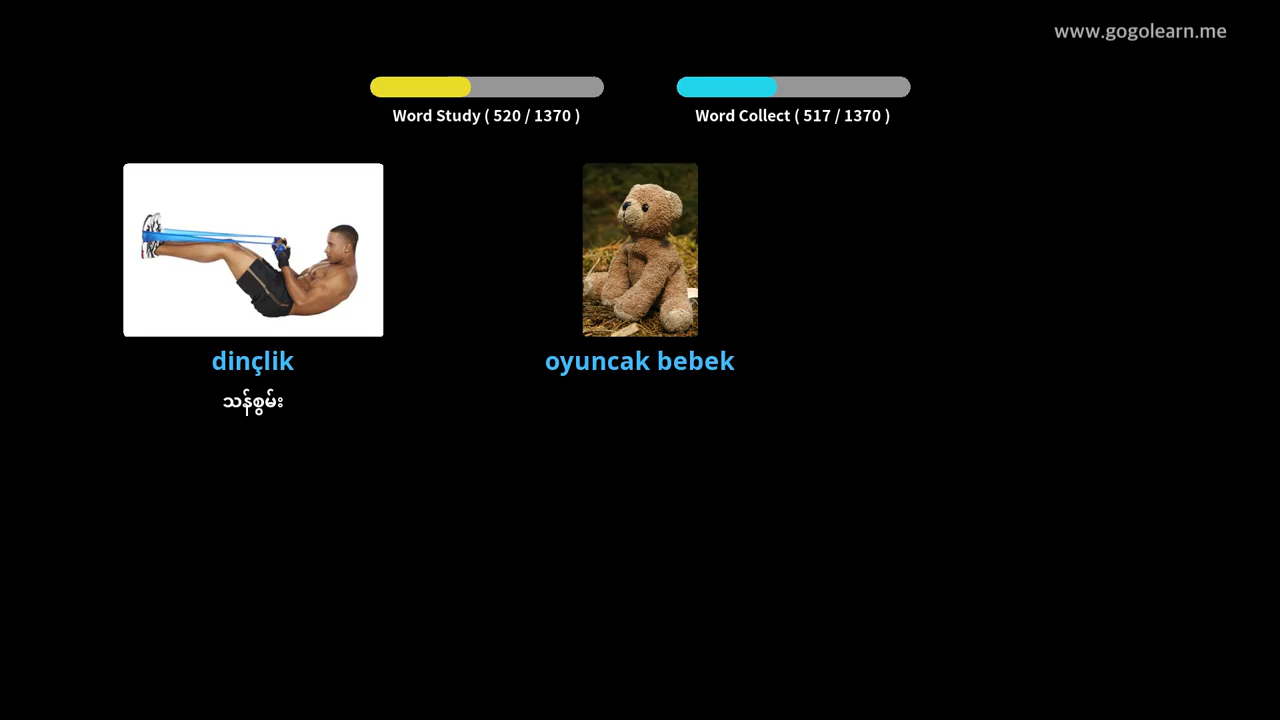 www.gogolearn.me
Word Study ( 520 / 1370 )
Word Collect ( 517 / 1370 )
dinçlik
oyuncak bebek
သန်စွမ်း